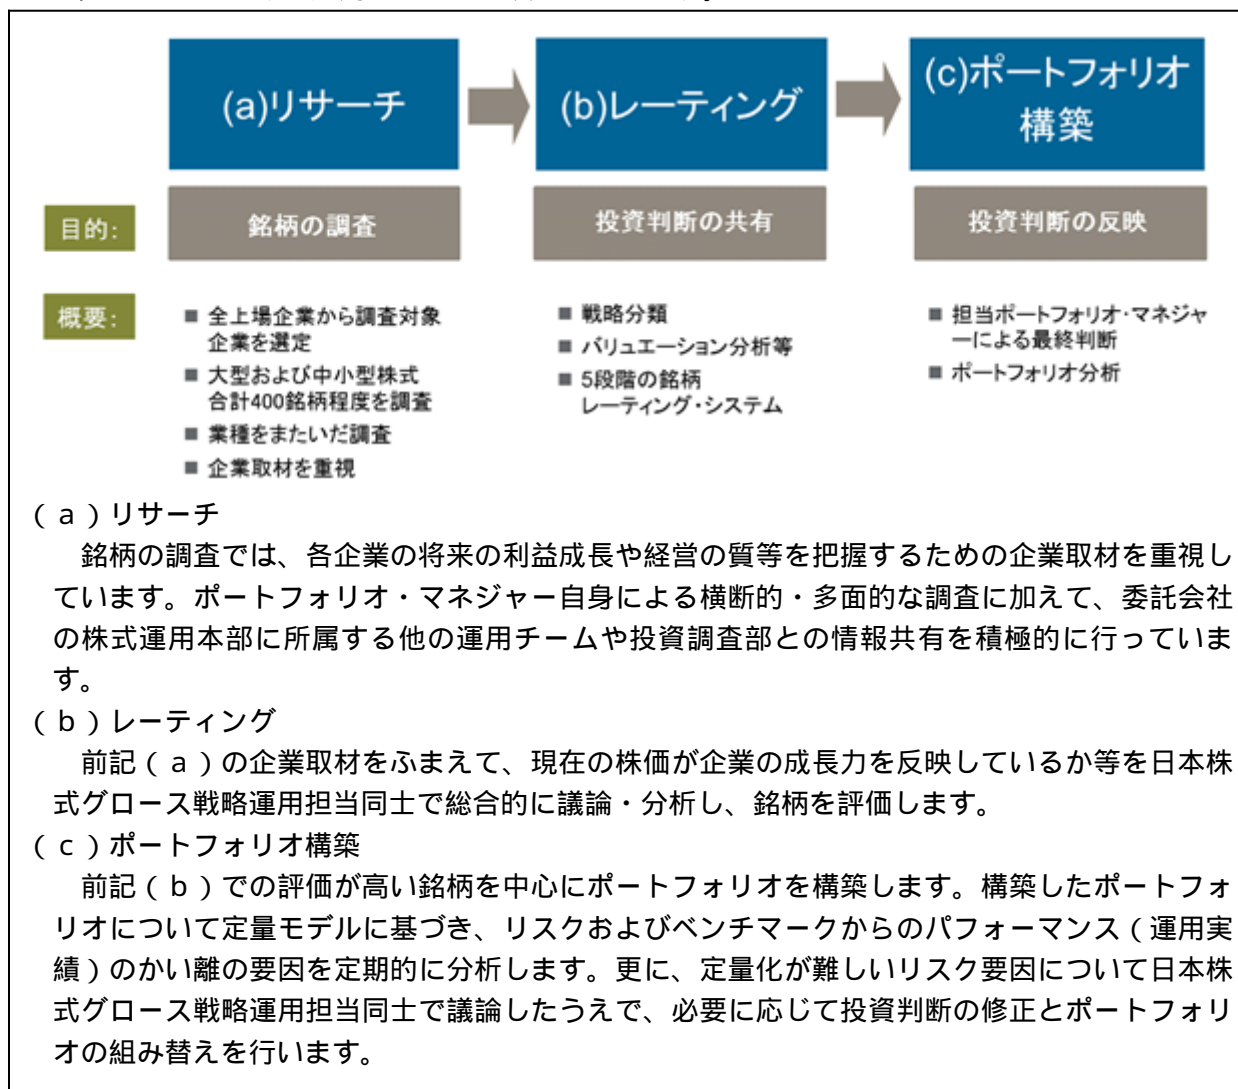 (a)リサーチ
(b)レーティング
(c)ポートフォリオ
構築
目的:
銘柄の調査
投資判断の共有
投資判断の反映
概要:
■ 全上場企業から調査対象
企業を選定
■ 大型および中小型株式
合計400銘柄程度を調査
■ 業種をまたいだ調査
■ 企業取材を重視
■ 戦略分類
■ バリュエーション分析等
■ 5段階の銘柄
レーティング・システム
■ 担当ポートフォリオ・マネジャ
ーによる最終判断
■ ポートフォリオ分析
(a)リサーチ
銘柄の調査では、各企業の将来の利益成長や経営の質等を把握するための企業取材を重視し
ています。ポートフォリオ・マネジャー自身による横断的・多面的な調査に加えて、委託会社
の株式運用本部に所属する他の運用チームや投資調査部との情報共有を積極的に行っていま
す。
(b)レーティング
前記(a)の企業取材をふまえて、現在の株価が企業の成長力を反映しているか等を日本株
式グロース戦略運用担当同士で総合的に議論・分析し、銘柄を評価します。
(c)ポートフォリオ構築
前記(b)での評価が高い銘柄を中心にポートフォリオを構築します。構築したポートフォ
リオについて定量モデルに基づき、リスクおよびベンチマークからのパフォーマンス(運用実
績)のかい離の要因を定期的に分析します。更に、定量化が難しいリスク要因について日本株
式グロース戦略運用担当同士で議論したうえで、必要に応じて投資判断の修正とポートフォリ
オの組み替えを行います。